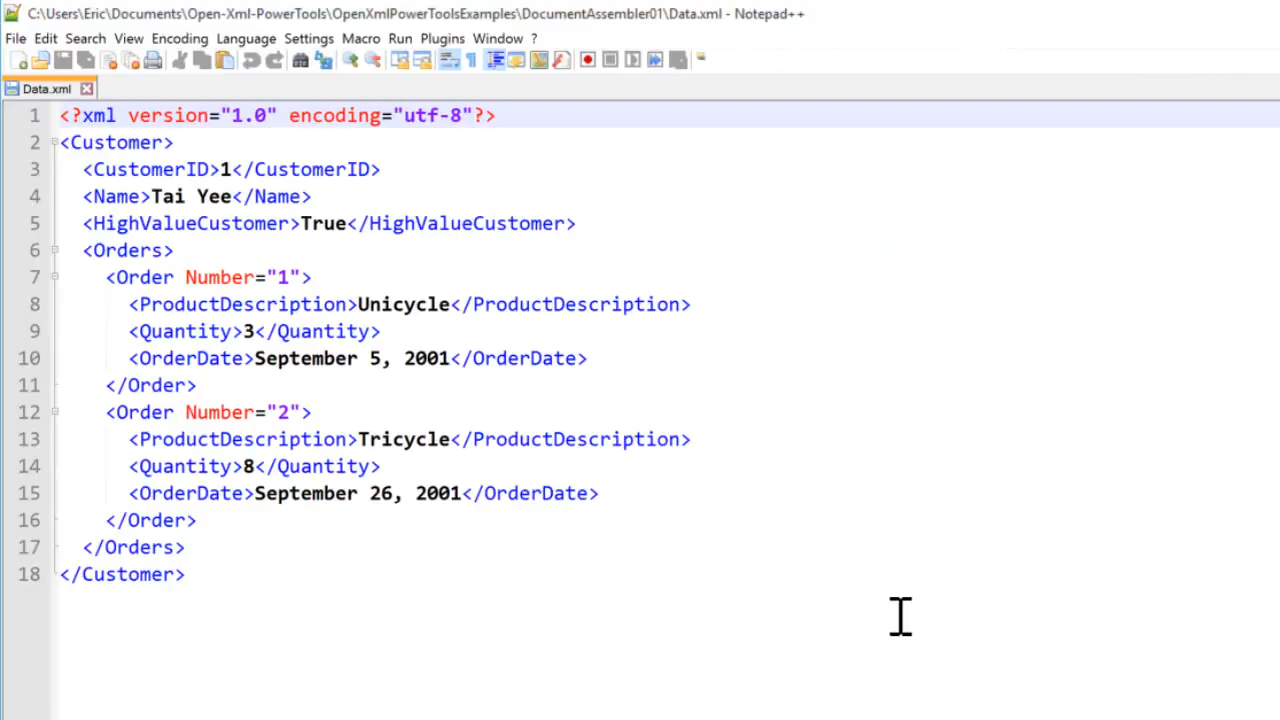 C:\Users\Eric\Documents\Open-Xml-PowerTools\OpenXmlPowerToolsExamples\DocumentAssembler01\Data.xml - Notepad++
File Edit Search View Encoding Language Settings Macro Run Plugins Window ?
Data.xml
1 <?xml version="1.0" encoding="utf-8"?>
2 <Customer>
3 <CustomerID>1</CustomerID>
4 <Name>Tai Yee</Name>
5 <HighValueCustomer>True</HighValueCustomer>
6 <Orders>
7 <Order Number="1">
8 <ProductDescription>Unicycle</ProductDescription>
9 <Quantity>3</Quantity>
10 <OrderDate>September 5, 2001</OrderDate>
11 </Order>
12 <Order Number="2">
13 <ProductDescription>Tricycle</ProductDescription>
14 <Quantity>8</Quantity>
15 <OrderDate>September 26, 2001</OrderDate>
16 </Order>
17 </Orders>
18 </Customer>